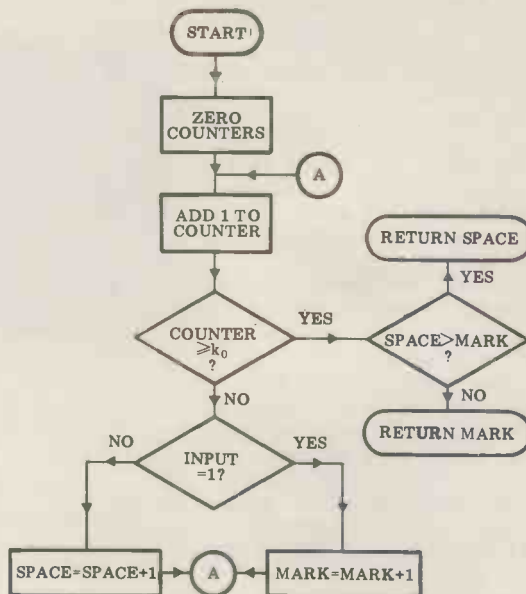 START
ZERO
COUNTERS
A
ADD 1 TO
COUNTER
RETURN SPACE
YES
COUNTER
≥k₀
?
YES
SPACE>MARK
?
NO
NO
RETURN MARK
NO
INPUT
=1?
YES
SPACE=SPACE+1
A
MARK=MARK+1